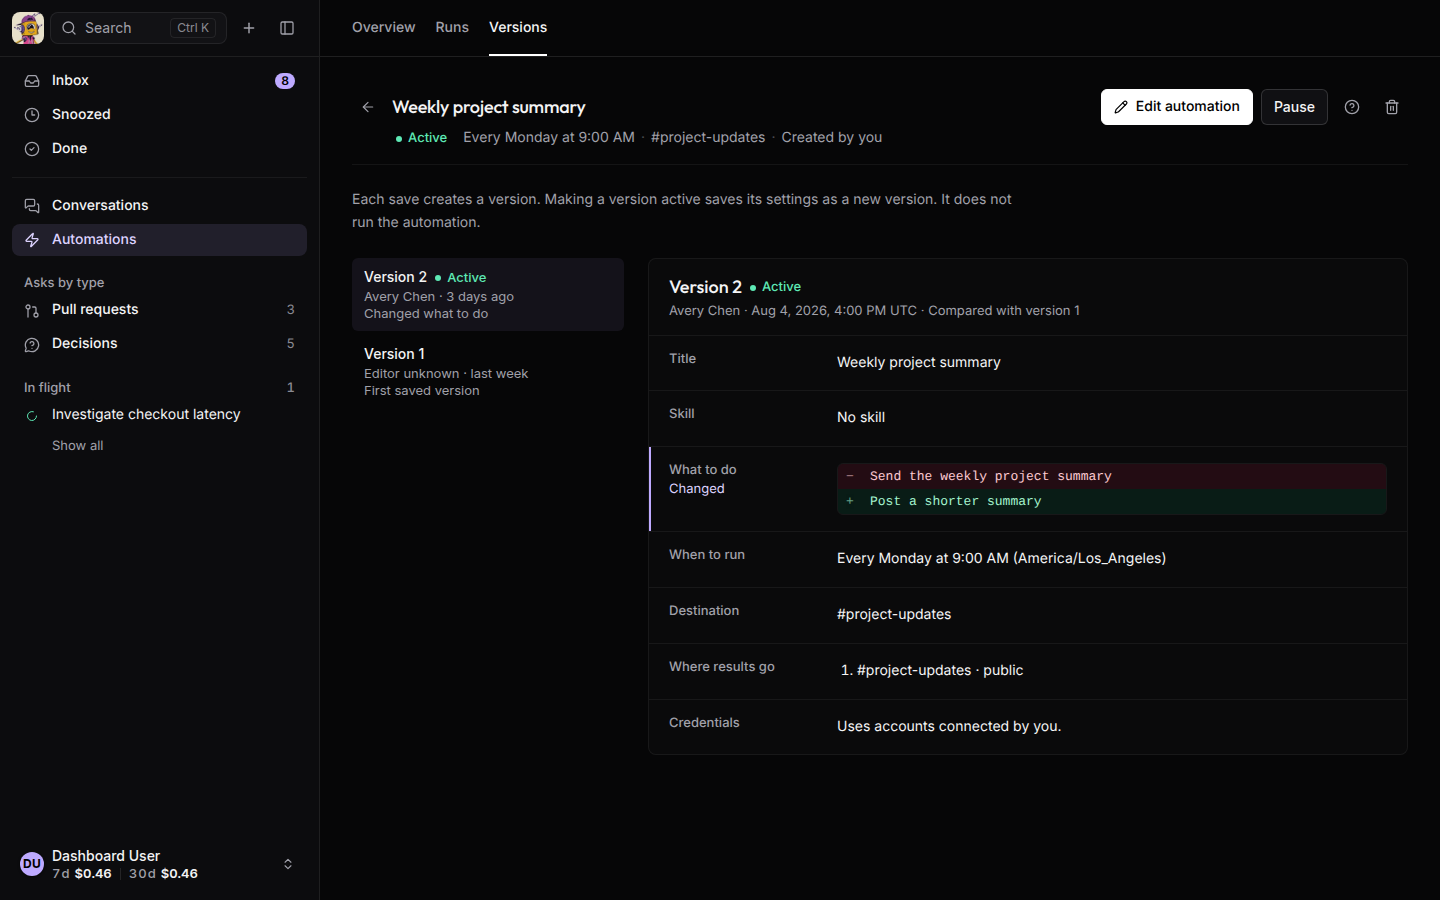 Search
Ctrl K
Inbox
8
Snoozed
Done
Conversations
Automations
Asks by type
Pull requests
3
Decisions
5
In flight
1
Investigate checkout latency
Show all
DU
Dashboard User
7d $0.46 | 30d $0.46
Overview
Runs
Versions
Weekly project summary
Active Every Monday at 9:00 AM · #project-updates · Created by you
Edit automation
Pause
Each save creates a version. Making a version active saves its settings as a new version. It does not
run the automation.
Version 2 Active
Avery Chen · 3 days ago
Changed what to do
Version 1
Editor unknown · last week
First saved version
Version 2 Active
Avery Chen · Aug 4, 2026, 4:00 PM UTC · Compared with version 1
Title
Weekly project summary
Skill
No skill
What to do
Changed
− Send the weekly project summary
+ Post a shorter summary
When to run
Every Monday at 9:00 AM (America/Los_Angeles)
Destination
#project-updates
Where results go
1. #project-updates · public
Credentials
Uses accounts connected by you.